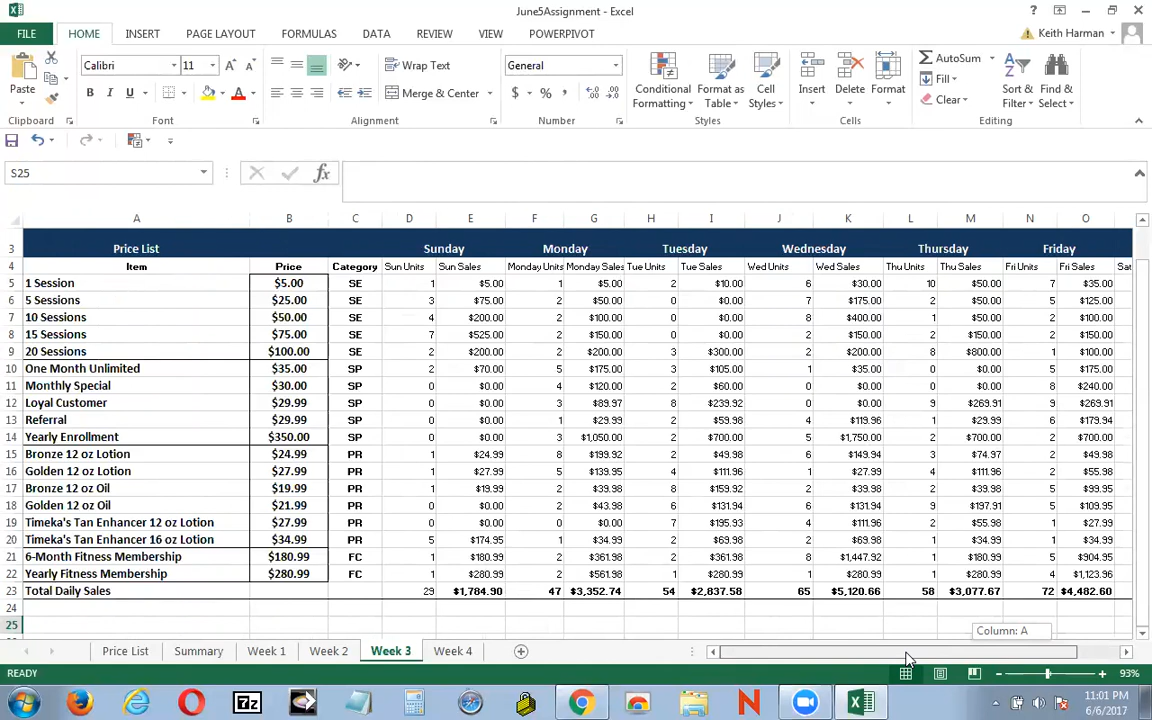 June5Assignment - Excel
FILE HOME INSERT PAGE LAYOUT FORMULAS DATA REVIEW VIEW POWERPIVOT Keith Harman
Paste
Calibri 11
B I U A
Wrap Text
Merge & Center
General
$ % ,
Conditional Formatting
Format as Table
Cell Styles
Insert Delete Format
AutoSum
Fill
Clear
Sort & Filter
Find & Select
Clipboard Font Alignment Number Styles Cells Editing
S25 fx
A B C D E F G H I J K L M N O
3 Price List Sunday Monday Tuesday Wednesday Thursday Friday
4 Item Price Category Sun Units Sun Sales Monday Units Monday Sales Tue Units Tue Sales Wed Units Wed Sales Thu Units Thu Sales Fri Units Fri Sales Sat
5 1 Session $5.00 SE 1 $5.00 1 $5.00 2 $10.00 6 $30.00 10 $50.00 7 $35.00
6 5 Sessions $25.00 SE 3 $75.00 2 $50.00 0 $0.00 7 $175.00 2 $50.00 5 $125.00
7 10 Sessions $50.00 SE 4 $200.00 2 $100.00 0 $0.00 8 $400.00 1 $50.00 2 $100.00
8 15 Sessions $75.00 SE 7 $525.00 2 $150.00 0 $0.00 2 $150.00 2 $150.00 2 $150.00
9 20 Sessions $100.00 SE 2 $200.00 2 $200.00 3 $300.00 2 $200.00 8 $800.00 1 $100.00
10 One Month Unlimited $35.00 SP 2 $70.00 5 $175.00 3 $105.00 1 $35.00 0 $0.00 5 $175.00
11 Monthly Special $30.00 SP 0 $0.00 4 $120.00 2 $60.00 0 $0.00 0 $0.00 8 $240.00
12 Loyal Customer $29.99 SP 0 $0.00 3 $89.97 8 $239.92 0 $0.00 9 $269.91 9 $269.91
13 Referral $29.99 SP 0 $0.00 1 $29.99 2 $59.98 4 $119.96 1 $29.99 6 $179.94
14 Yearly Enrollment $350.00 SP 0 $0.00 3 $1,050.00 2 $700.00 5 $1,750.00 2 $700.00 2 $700.00
15 Bronze 12 oz Lotion $24.99 PR 1 $24.99 8 $199.92 2 $49.98 6 $149.94 3 $74.97 2 $49.98
16 Golden 12 oz Lotion $27.99 PR 1 $27.99 5 $139.95 4 $111.96 1 $27.99 4 $111.96 2 $55.98
17 Bronze 12 oz Oil $19.99 PR 1 $19.99 2 $39.98 8 $159.92 2 $39.98 2 $39.98 5 $99.95
18 Golden 12 oz Oil $21.99 PR 0 $0.00 2 $43.98 6 $131.94 6 $131.94 9 $197.91 5 $109.95
19 Timeka's Tan Enhancer 12 oz Lotion $27.99 PR 0 $0.00 0 $0.00 7 $195.93 4 $111.96 2 $55.98 1 $27.99
20 Timeka's Tan Enhancer 16 oz Lotion $34.99 PR 5 $174.95 1 $34.99 2 $69.98 2 $69.98 1 $34.99 1 $34.99
21 6-Month Fitness Membership $180.99 FC 1 $180.99 2 $361.98 2 $361.98 8 $1,447.92 1 $180.99 5 $904.95
22 Yearly Fitness Membership $280.99 FC 1 $280.99 2 $561.98 1 $280.99 1 $280.99 1 $280.99 4 $1,123.96
23 Total Daily Sales 29 $1,784.90 47 $3,352.74 54 $2,837.58 65 $5,120.66 58 $3,077.67 72 $4,482.60
24
25
Column: A
Price List Summary Week 1 Week 2 Week 3 Week 4
READY 93%
7z
11:01 PM
6/6/2017